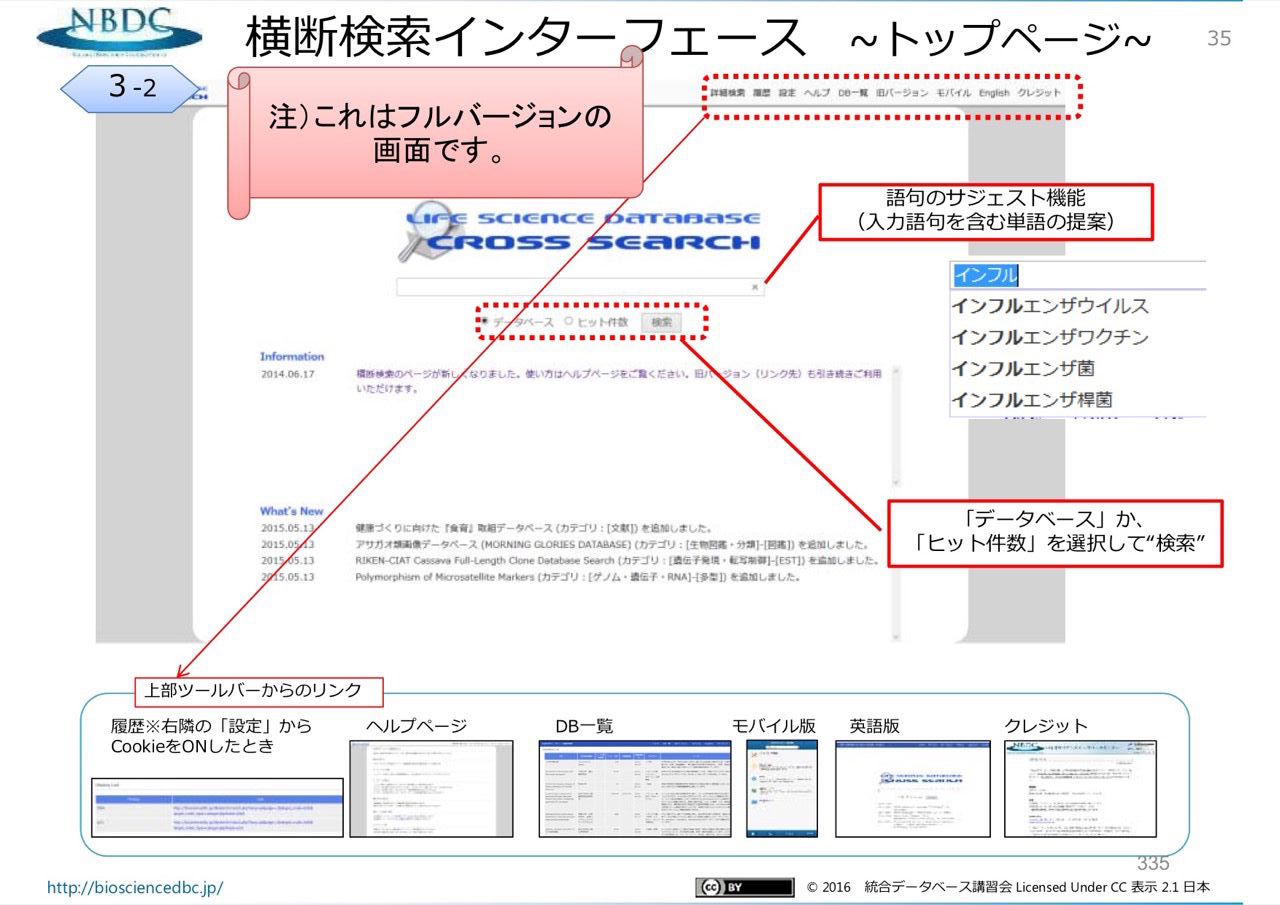 NBDC
横断検索インターフェース ~トップページ~
35
3-2
注)これはフルバージョンの
画面です。
詳細検索 履歴 設定 ヘルプ DB一覧 旧バージョン モバイル English クレジット
語句のサジェスト機能
(入力語句を含む単語の提案)
LIFE SCIENCE DATABASE
CROSS SEARCH
インフル
インフルエンザウイルス
インフルエンザワクチン
インフルエンザ菌
インフルエンザ桿菌
データベース ヒット件数 検索
Information
2014.06.17 横断検索のページが新しくなりました。使い方はヘルプページをご覧ください。旧バージョン(リンク先)も引き続きご利用
いただけます。
「データベース」か、
「ヒット件数」を選択して“検索”
What's New
2015.05.13 健康づくりに向けた『食育』取組データベース (カテゴリ:[文献]) を追加しました。
2015.05.13 アサガオ類画像データベース (MORNING GLORIES DATABASE) (カテゴリ:[生物図鑑・分類]-[図鑑]) を追加しました。
2015.05.13 RIKEN-CIAT Cassava Full-Length Clone Database Search (カテゴリ:[遺伝子発現・転写制御]-[EST]) を追加しました。
2015.05.13 Polymorphism of Microsatellite Markers (カテゴリ:[ゲノム・遺伝子・RNA]-[多型]) を追加しました。
上部ツールバーからのリンク
履歴※右隣の「設定」から
CookieをONしたとき
ヘルプページ
DB一覧
モバイル版
英語版
クレジット
335
http://biosciencedbc.jp/
cc BY
© 2016 統合データベース講習会 Licensed Under CC 表示 2.1 日本